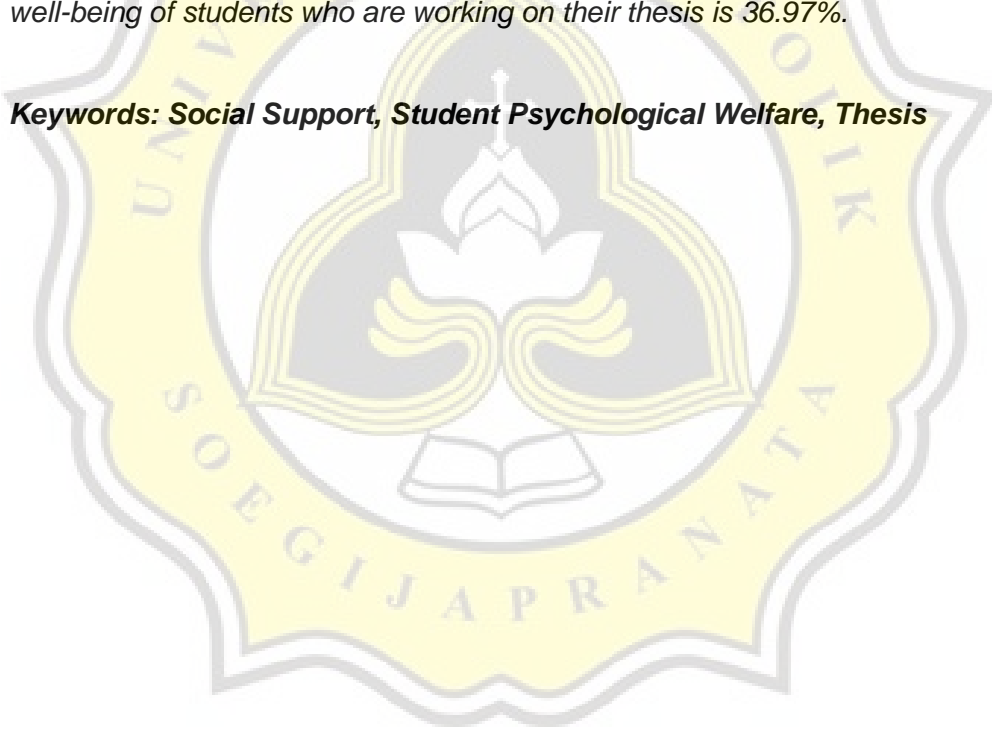 well-being of students who are working on their thesis is 36.97%.
Keywords: Social Support, Student Psychological Welfare, Thesis
SOEGIJAPRANATA